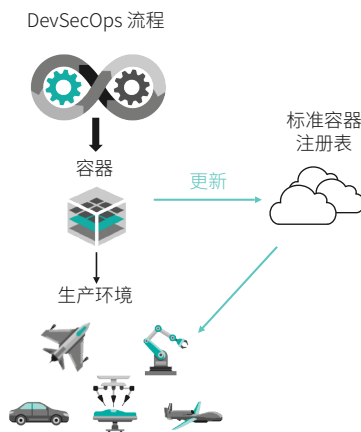 DevSecOps 流程
标准容器
注册表
容器
更新
生产环境